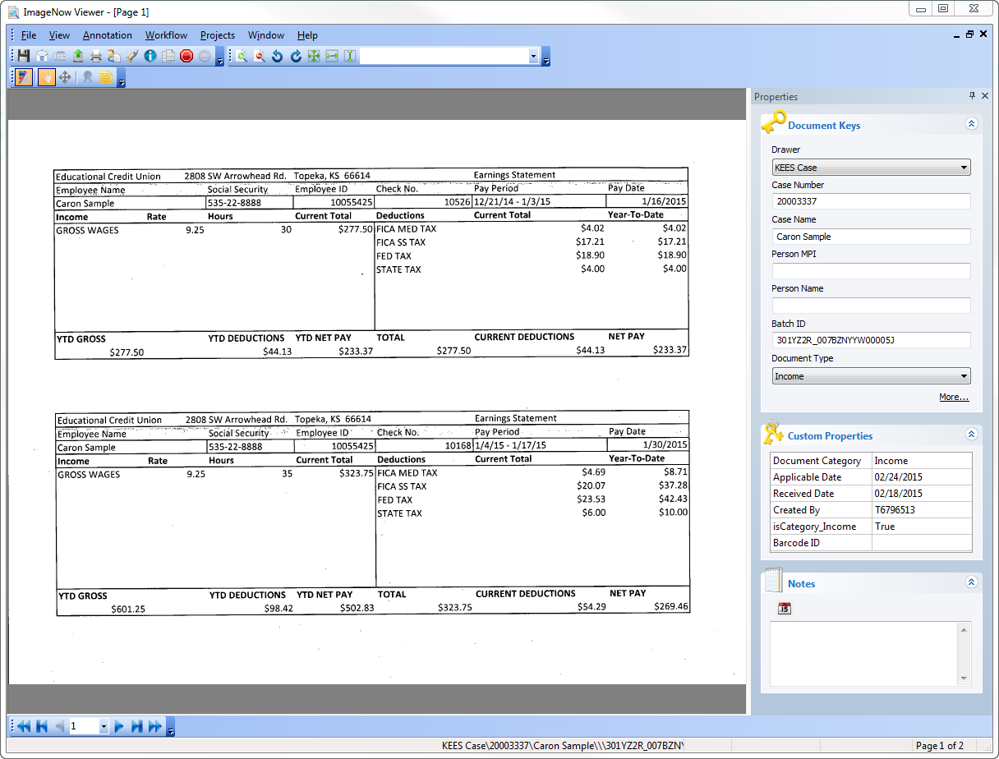 ImageNow Viewer - [Page 1]
File View Annotation Workflow Projects Window Help
Educational Credit Union 2808 SW Arrowhead Rd. Topeka, KS 66614 Earnings Statement
Employee Name Social Security Employee ID Check No. Pay Period Pay Date
Caron Sample 535-22-8888 10055425 10526 12/21/14 - 1/3/15 1/16/2015
Income Rate Hours Current Total Deductions Current Total Year-To-Date
GROSS WAGES 9.25 30 $277.50 FICA MED TAX $4.02 $4.02
FICA SS TAX $17.21 $17.21
FED TAX $18.90 $18.90
STATE TAX $4.00 $4.00
YTD GROSS YTD DEDUCTIONS YTD NET PAY TOTAL CURRENT DEDUCTIONS NET PAY
$277.50 $44.13 $233.37 $277.50 $44.13 $233.37
Educational Credit Union 2808 SW Arrowhead Rd. Topeka, KS 66614 Earnings Statement
Employee Name Social Security Employee ID Check No. Pay Period Pay Date
Caron Sample 535-22-8888 10055425 10168 1/4/15 - 1/17/15 1/30/2015
Income Rate Hours Current Total Deductions Current Total Year-To-Date
GROSS WAGES 9.25 35 $323.75 FICA MED TAX $4.69 $8.71
FICA SS TAX $20.07 $37.28
FED TAX $23.53 $42.43
STATE TAX $6.00 $10.00
YTD GROSS YTD DEDUCTIONS YTD NET PAY TOTAL CURRENT DEDUCTIONS NET PAY
$601.25 $98.42 $502.83 $323.75 $54.29 $269.46
Properties
Document Keys
Drawer
KEES Case
Case Number
20003337
Case Name
Caron Sample
Person MPI
Person Name
Batch ID
301YZ2R_007BZNYYW00005J
Document Type
Income
More...
Custom Properties
Document Category Income
Applicable Date 02/24/2015
Received Date 02/18/2015
Created By T6796513
isCategory_Income True
Barcode ID
Notes
15
1
KEES Case\20003337\Caron Sample\\\301YZ2R_007BZN
Page 1 of 2